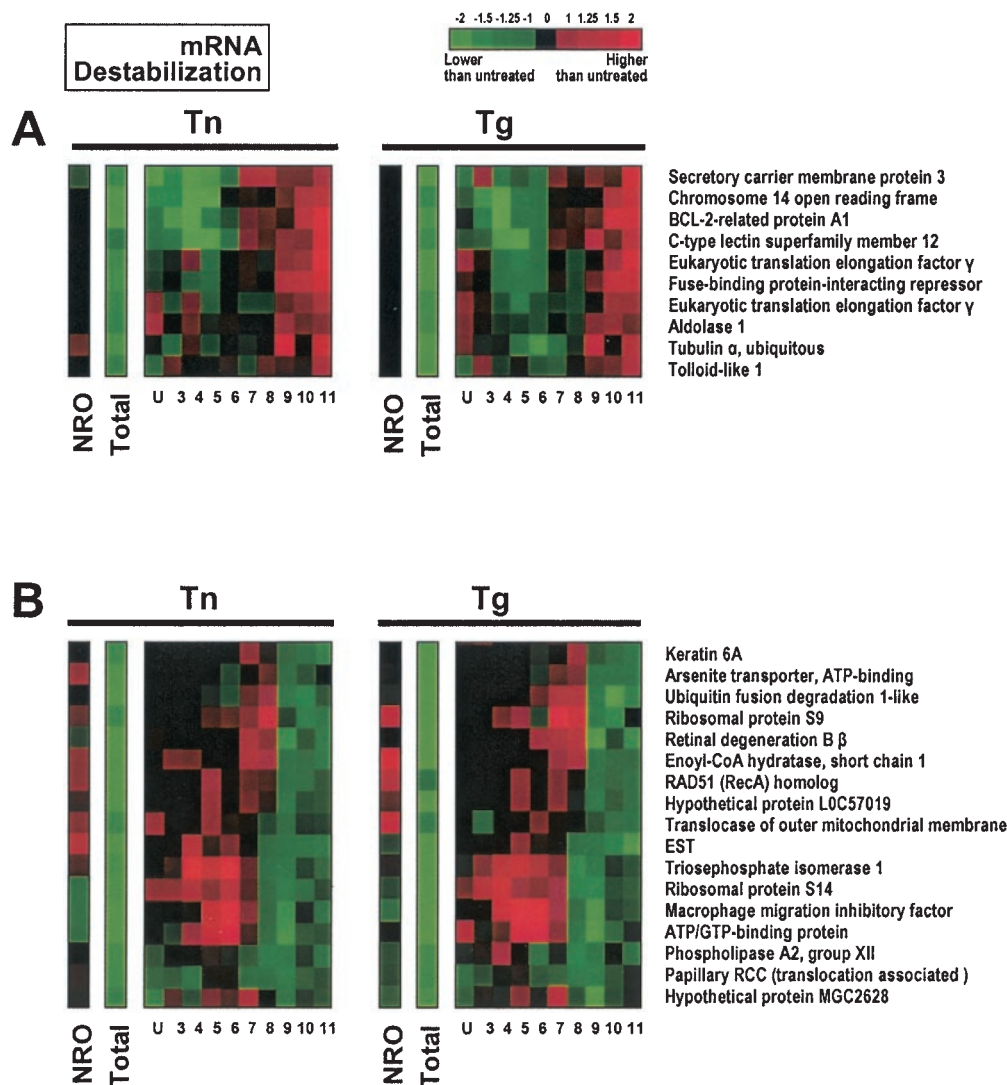 mRNA
Destabilization
-2 -1.5 -1.25 -1 0 1 1.25 1.5 2
Lower
than untreated
Higher
than untreated
A
Tn
Tg
Secretory carrier membrane protein 3
Chromosome 14 open reading frame
BCL-2-related protein A1
C-type lectin superfamily member 12
Eukaryotic translation elongation factor γ
Fuse-binding protein-interacting repressor
Eukaryotic translation elongation factor γ
Aldolase 1
Tubulin α, ubiquitous
Tolloid-like 1
NRO
Total
U 3 4 5 6 7 8 9 10 11
NRO
Total
U 3 4 5 6 7 8 9 10 11
B
Tn
Tg
Keratin 6A
Arsenite transporter, ATP-binding
Ubiquitin fusion degradation 1-like
Ribosomal protein S9
Retinal degeneration B β
Enoyl-CoA hydratase, short chain 1
RAD51 (RecA) homolog
Hypothetical protein L0C57019
Translocase of outer mitochondrial membrane
EST
Triosephosphate isomerase 1
Ribosomal protein S14
Macrophage migration inhibitory factor
ATP/GTP-binding protein
Phospholipase A2, group XII
Papillary RCC (translocation associated )
Hypothetical protein MGC2628
NRO
Total
U 3 4 5 6 7 8 9 10 11
NRO
Total
U 3 4 5 6 7 8 9 10 11